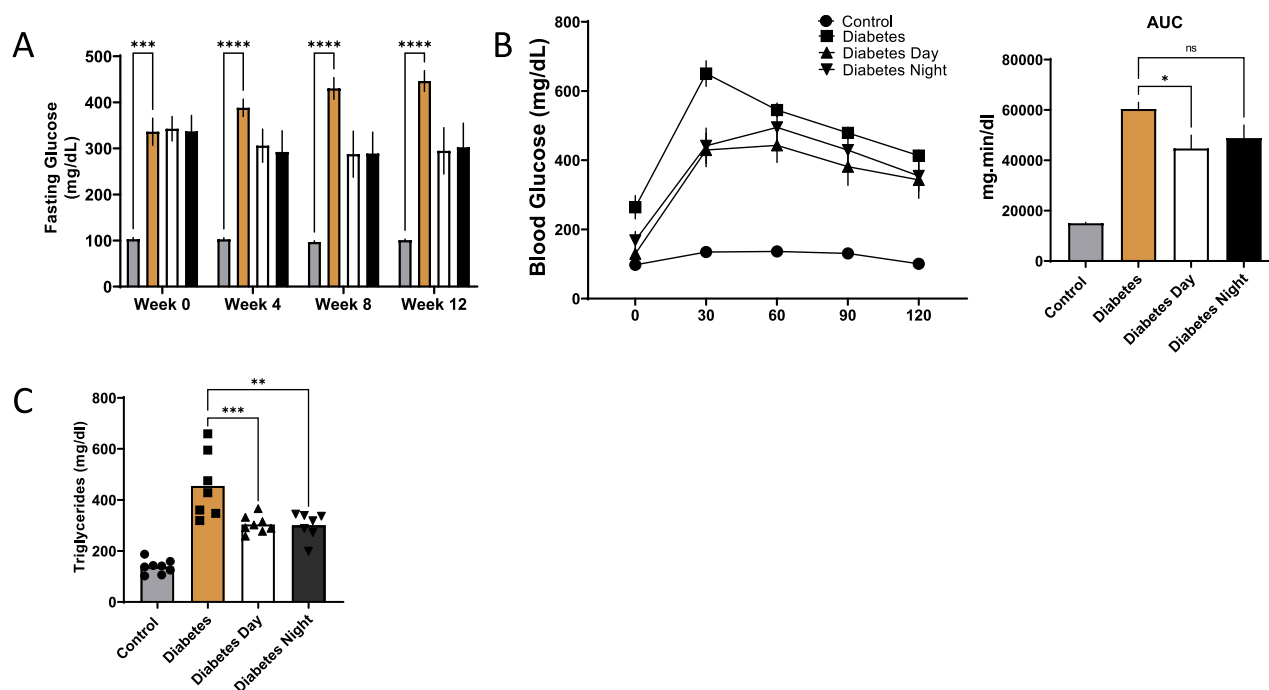 A
*** **** **** ****
Fasting Glucose
(mg/dL)
500
400
300
200
100
0
Week 0 Week 4 Week 8 Week 12
B
Blood Glucose (mg/dL)
800
600
400
200
0
0 30 60 90 120
Control
Diabetes
Diabetes Day
Diabetes Night
AUC
ns
*
mg.min/dl
80000
60000
40000
20000
0
Control
Diabetes
Diabetes Day
Diabetes Night
C
**
***
Triglycerides (mg/dl)
800
600
400
200
0
Control
Diabetes
Diabetes Day
Diabetes Night